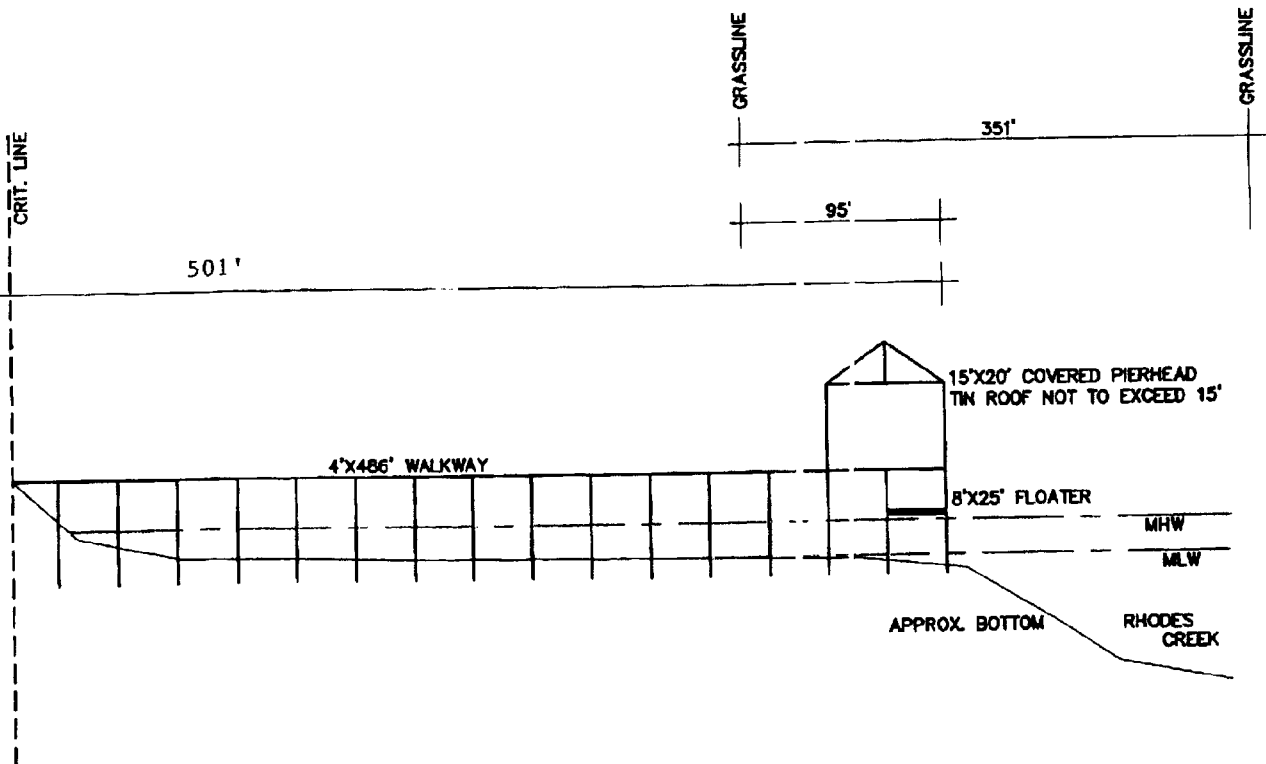 GRASSLINE
GRASSLINE
351'
CRIT. LINE
95'
501'
15'X20' COVERED PIERHEAD
TIN ROOF NOT TO EXCEED 15'
4'X486' WALKWAY
8'X25' FLOATER
MHW
MLW
APPROX. BOTTOM
RHODES
CREEK